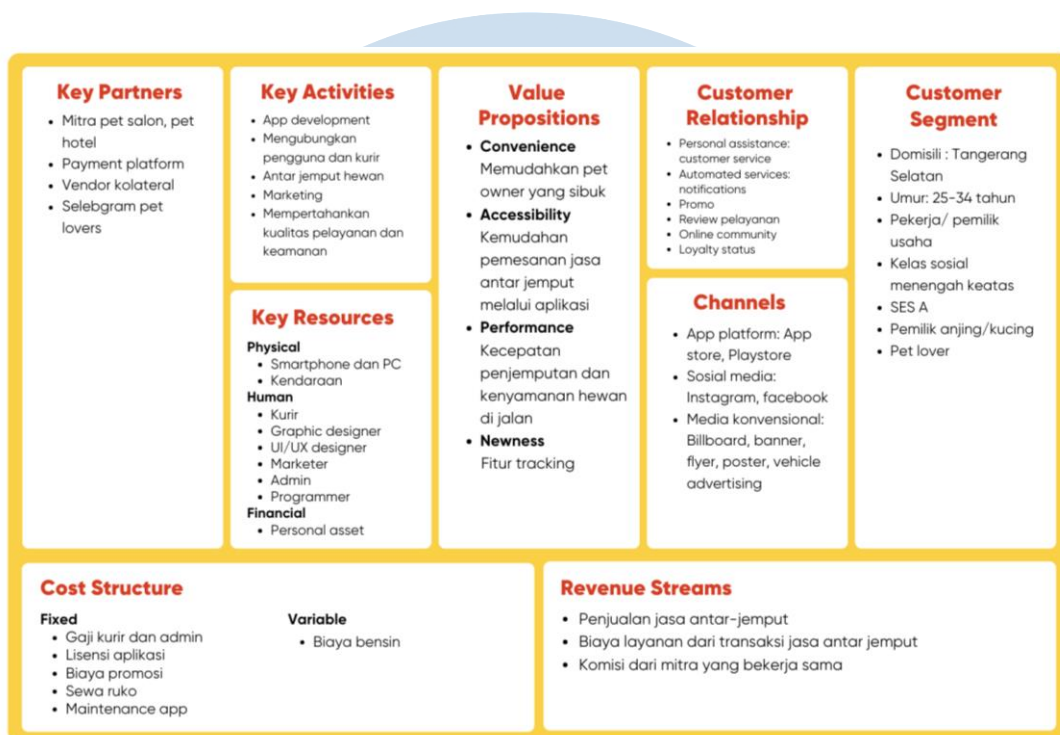 Key Partners
• Mitra pet salon, pet
hotel
• Payment platform
• Vendor kolateral
• Selebgram pet
lovers
Key Activities
• App development
• Mengubungkan
pengguna dan kurir
• Antar jemput hewan
• Marketing
• Mempertahankan
kualitas pelayanan dan
keamanan
Key Resources
Physical
• Smartphone dan PC
• Kendaraan
Human
• Kurir
• Graphic designer
• UI/UX designer
• Marketer
• Admin
• Programmer
Financial
• Personal asset
Value
Propositions
• Convenience
Memudahkan pet
owner yang sibuk
• Accessibility
Kemudahan
pemesanan jasa
antar jemput
melalui aplikasi
• Performance
Kecepatan
penjemputan dan
kenyamanan hewan
di jalan
• Newness
Fitur tracking
Customer
Relationship
• Personal assistance:
customer service
• Automated services:
notifications
• Promo
• Review pelayanan
• Online community
• Loyalty status
Channels
• App platform: App
store, Playstore
• Sosial media:
Instagram, facebook
• Media konvensional:
Billboard, banner,
flyer, poster, vehicle
advertising
Customer
Segment
• Domisili : Tangerang
Selatan
• Umur: 25-34 tahun
• Pekerja/ pemilik
usaha
• Kelas sosial
menengah keatas
• SES A
• Pemilik anjing/kucing
• Pet lover
Cost Structure
Fixed
• Gaji kurir dan admin
• Lisensi aplikasi
• Biaya promosi
• Sewa ruko
• Maintenance app
Variable
• Biaya bensin
Revenue Streams
• Penjualan jasa antar-jemput
• Biaya layanan dari transaksi jasa antar jemput
• Komisi dari mitra yang bekerja sama